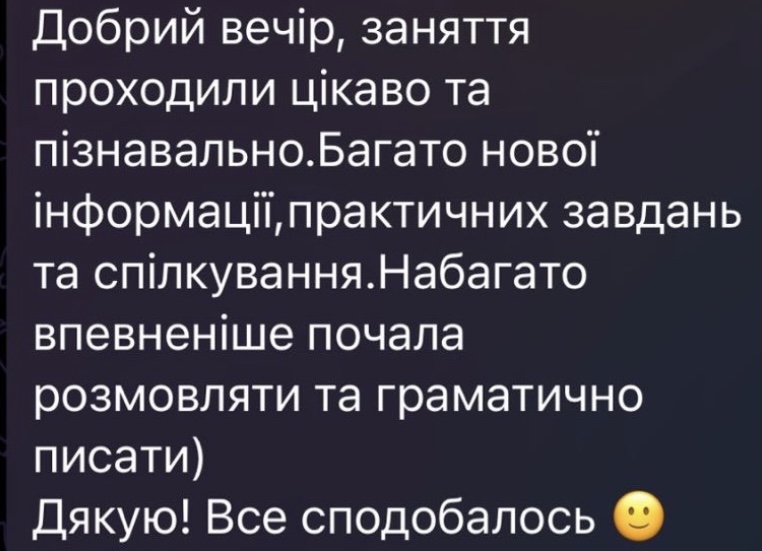 Добрий вечір, заняття
проходили цікаво та
пізнавально.Багато нової
інформації,практичних завдань
та спілкування.Набагато
впевненіше почала
розмовляти та граматично
писати)
Дякую! Все сподобалось 🙂